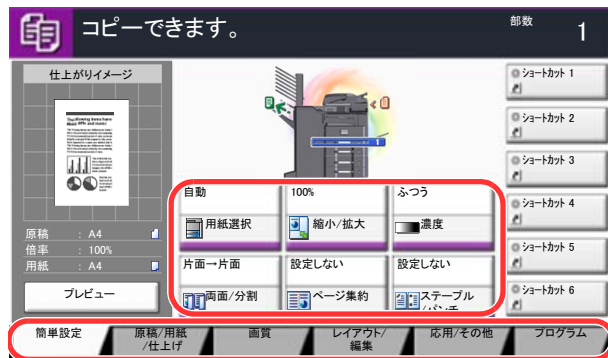 コピーできます。
部数
1
仕上がりイメージ
原稿 : A4
倍率 : 100%
用紙 : A4
プレビュー
1
自動
用紙選択
100%
縮小/拡大
ふつう
濃度
片面→片面
両面/分割
設定しない
ページ集約
設定しない
ステープル
/パンチ
ショートカット 1
ショートカット 2
ショートカット 3
ショートカット 4
ショートカット 5
ショートカット 6
簡単設定
原稿/用紙
/仕上げ
画質
レイアウト/
編集
応用/その他
プログラム